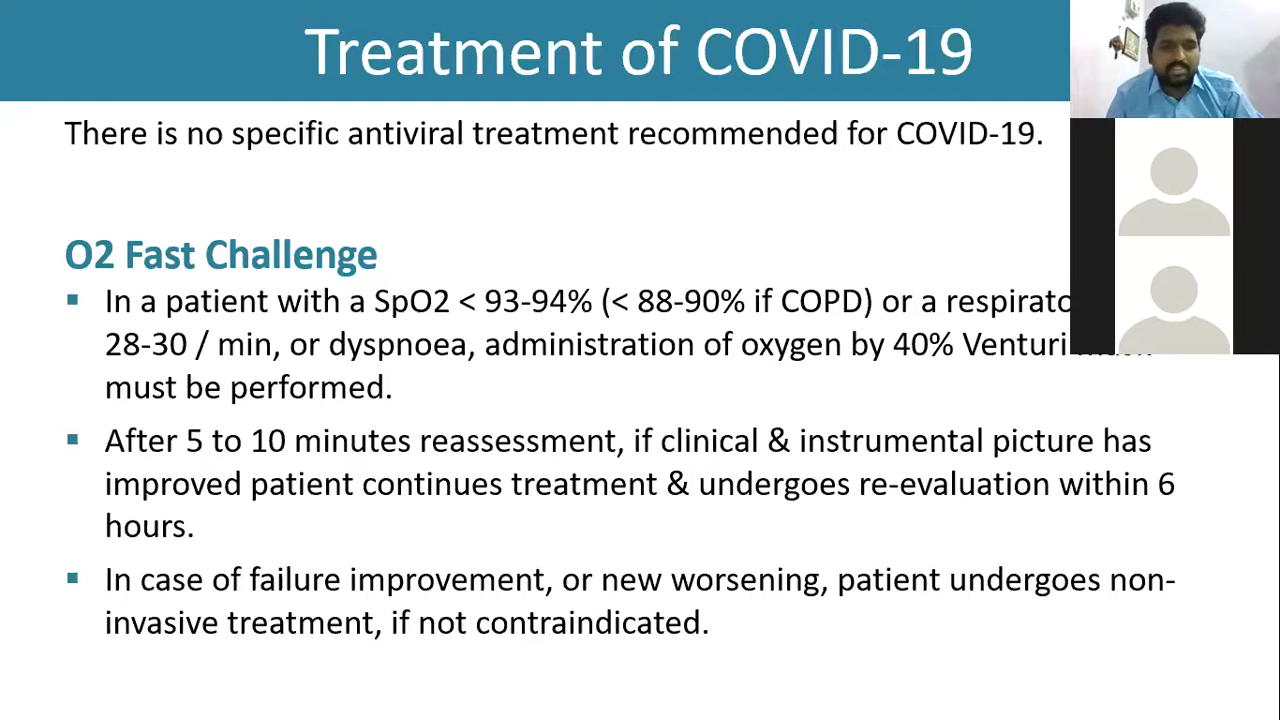 Treatment of COVID-19
There is no specific antiviral treatment recommended for COVID-19.
O2 Fast Challenge
▪ In a patient with a SpO2 < 93-94% (< 88-90% if COPD) or a
28-30 / min, or dyspnoea, administration of oxygen by 40% Venturi
must be performed.
▪ After 5 to 10 minutes reassessment, if clinical & instrumental picture has
improved patient continues treatment & undergoes re-evaluation within 6
hours.
▪ In case of failure improvement, or new worsening, patient undergoes non-
invasive treatment, if not contraindicated.